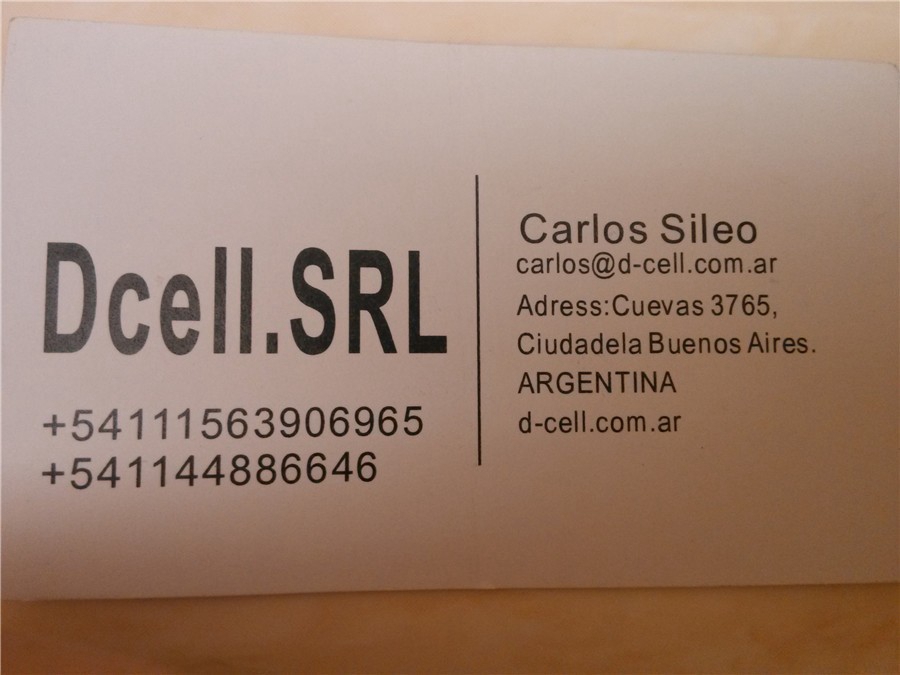 Dcell.SRL
+541111563906965
+541144886646
Carlos Sileo
carlos@d-cell.com.ar
Adress:Cuevas 3765,
Ciudadela Buenos Aires.
ARGENTINA
d-cell.com.ar